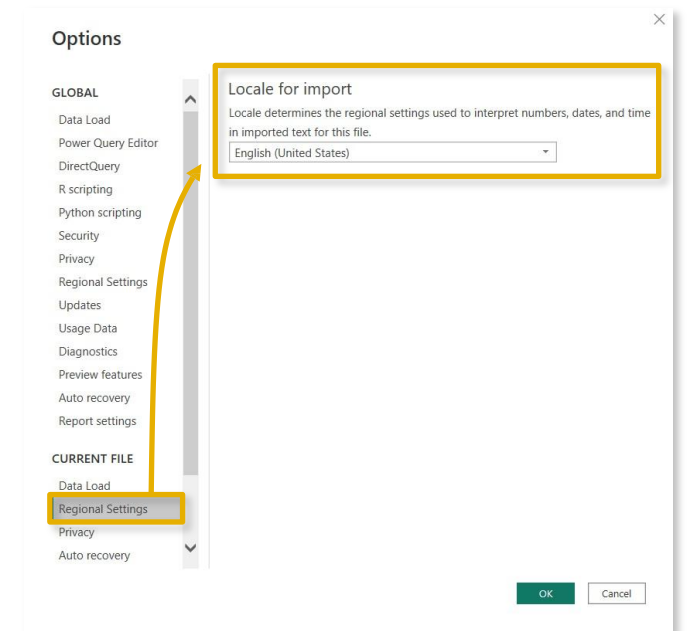 Options
GLOBAL
Data Load
Power Query Editor
DirectQuery
R scripting
Python scripting
Security
Privacy
Regional Settings
Updates
Usage Data
Diagnostics
Preview features
Auto recovery
Report settings
CURRENT FILE
Data Load
Regional Settings
Privacy
Auto recovery
Locale for import
Locale determines the regional settings used to interpret numbers, dates, and time
in imported text for this file.
English (United States)
OK
Cancel